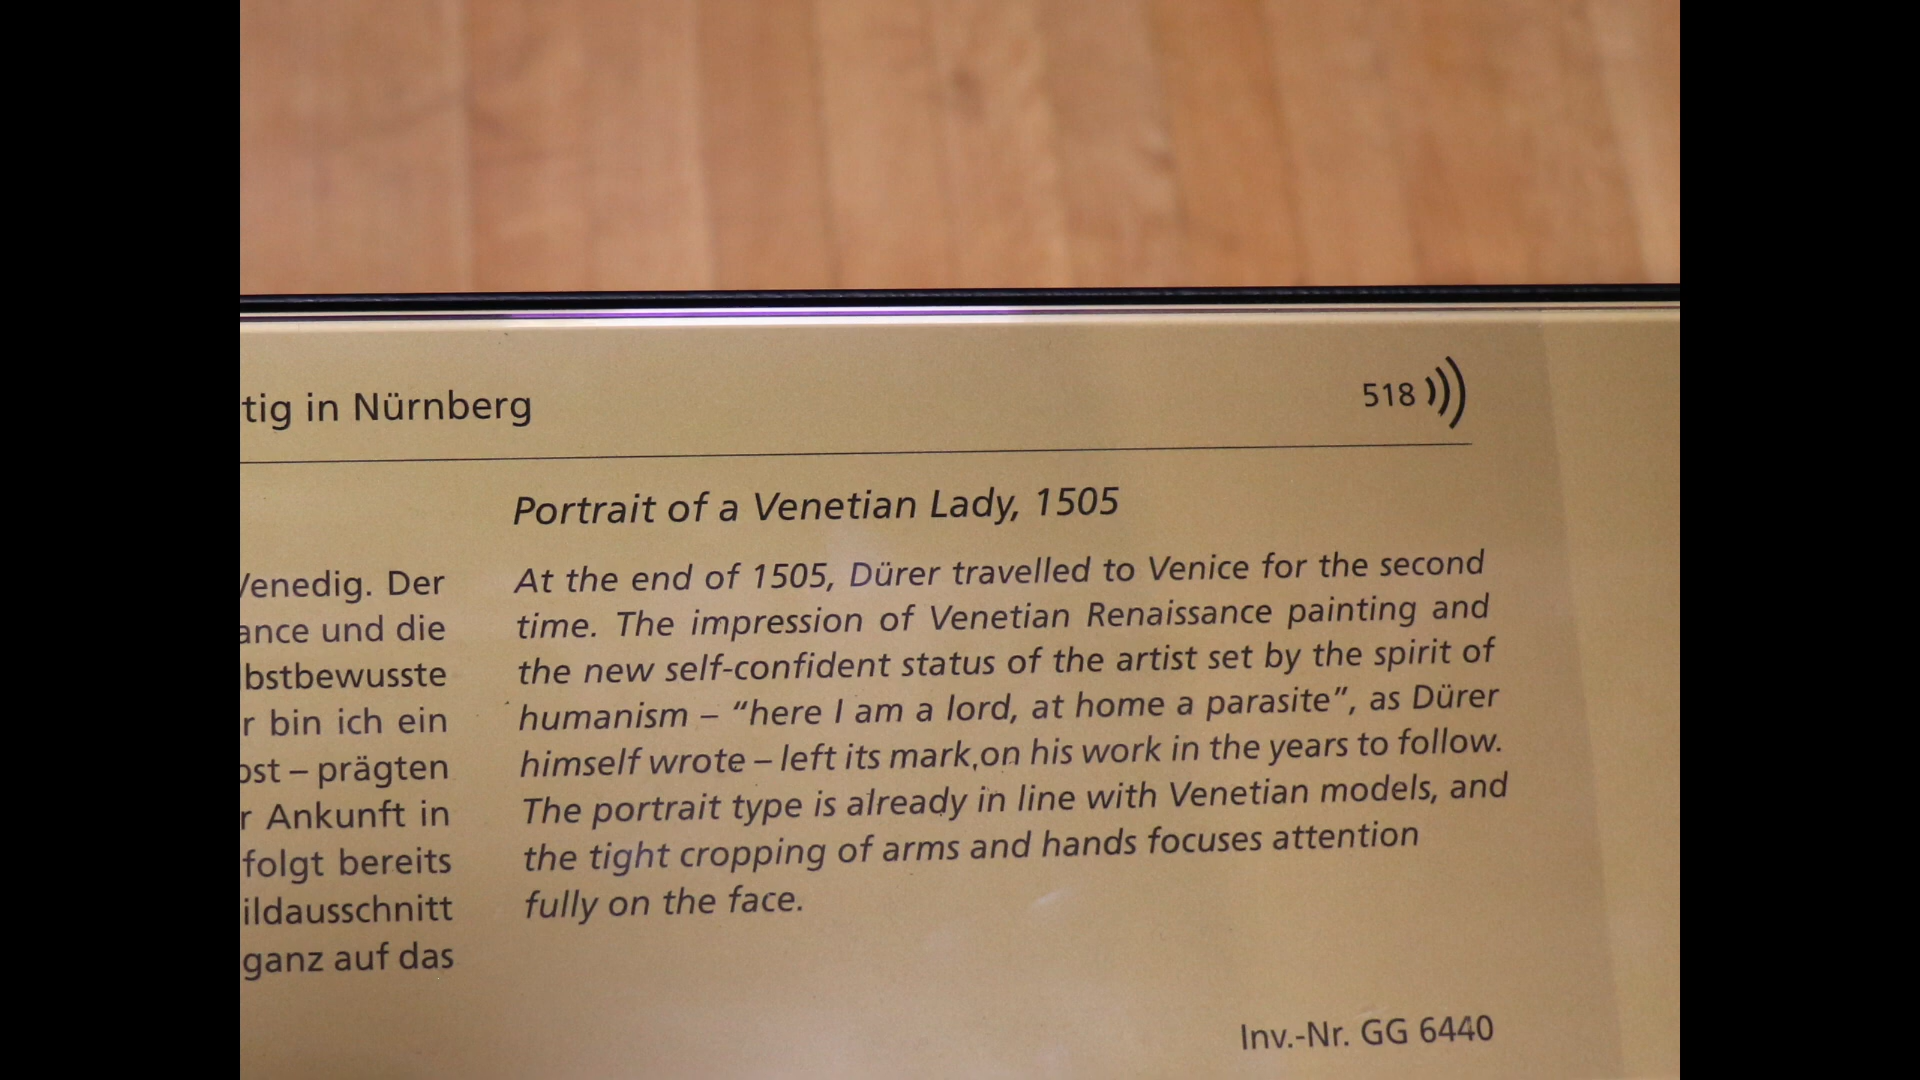 tig in Nürnberg
518
Portrait of a Venetian Lady, 1505
Venedig. Der
ance und die
bstbewusste
r bin ich ein
ost – prägten
r Ankunft in
folgt bereits
ildausschnitt
ganz auf das
At the end of 1505, Dürer travelled to Venice for the second
time. The impression of Venetian Renaissance painting and
the new self-confident status of the artist set by the spirit of
humanism – “here I am a lord, at home a parasite”, as Dürer
himself wrote – left its mark on his work in the years to follow.
The portrait type is already in line with Venetian models, and
the tight cropping of arms and hands focuses attention
fully on the face.
Inv.-Nr. GG 6440